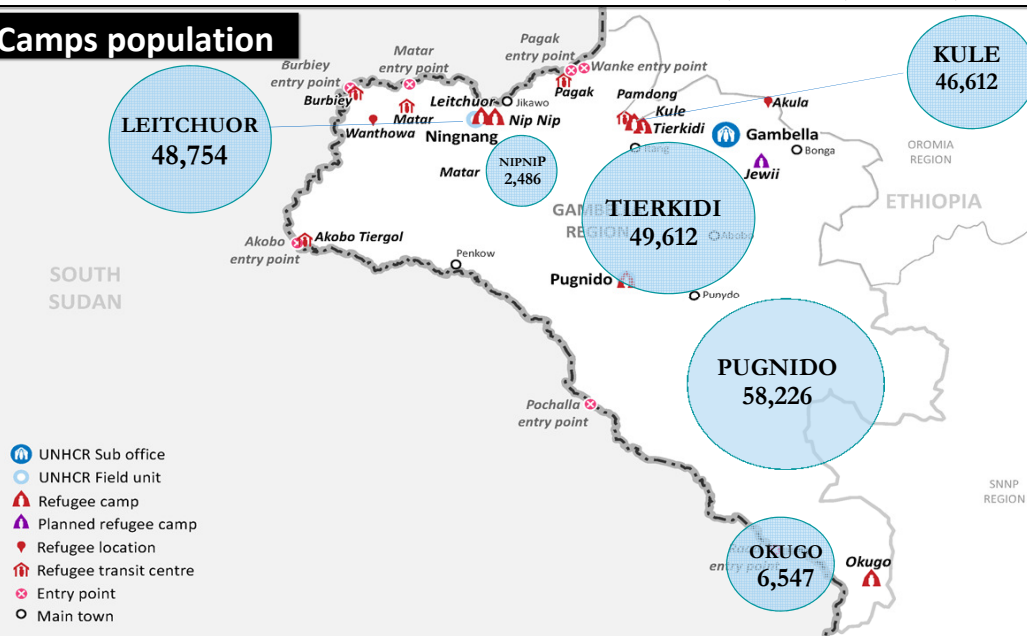 Camps population
Burbiey
entry point
Matar
entry point
Pagak
entry point
Wanke entry point
KULE
46,612
LEITCHUOR
48,754
Burbiey
Wanthowa
Matar
Leitchuor
Jikawo
Nip Nip
Ningnang
Pagak
Pamdong
Kule
Tierkidi
Akula
Gambella
Bonga
Jewii
OROMIA
REGION
ETHIOPIA
Matar
NIPNIP
2,486
TIERKIDI
49,612
REGION
Abobo
Akobo
entry point
Akobo Tiergol
Penkow
Pugnido
Punydo
SOUTH
SUDAN
PUGNIDO
58,226
Pochalla
entry point
SNNP
REGION
OKUGO
6,547
entry point
Okugo
UNHCR Sub office
UNHCR Field unit
Refugee camp
Planned refugee camp
Refugee location
Refugee transit centre
Entry point
Main town